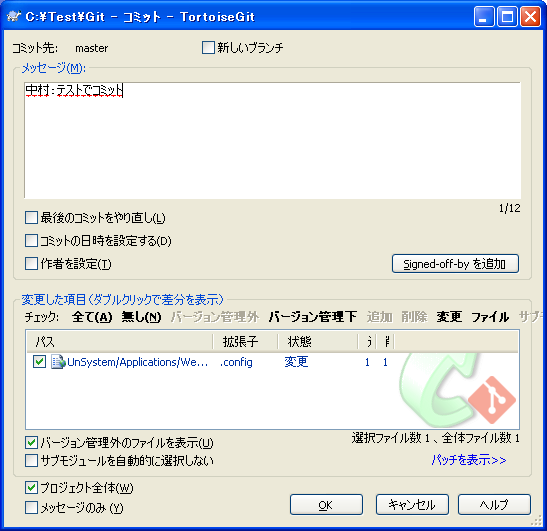 C:¥Test¥Git - コミット - TortoiseGit
コミット先: master 新しいブランチ
メッセージ(M):
中村:テストでコミット
1/12
最後のコミットをやり直し(L)
コミットの日時を設定する(D)
作者を設定(T)
Signed-off-by を追加
変更した項目(ダブルクリックで差分を表示)
チェック: 全て(A) 無し(N) バージョン管理外 バージョン管理下 追加 削除 変更 ファイル サブモ
パス 拡張子 状態
UnSystem/Applications/We... .config 変更 1 1
選択ファイル数 1 、全体ファイル数 1
バージョン管理外のファイルを表示(U)
サブモジュールを自動的に選択しない
パッチを表示>>
プロジェクト全体(W)
メッセージのみ (Y)
OK キャンセル ヘルプ